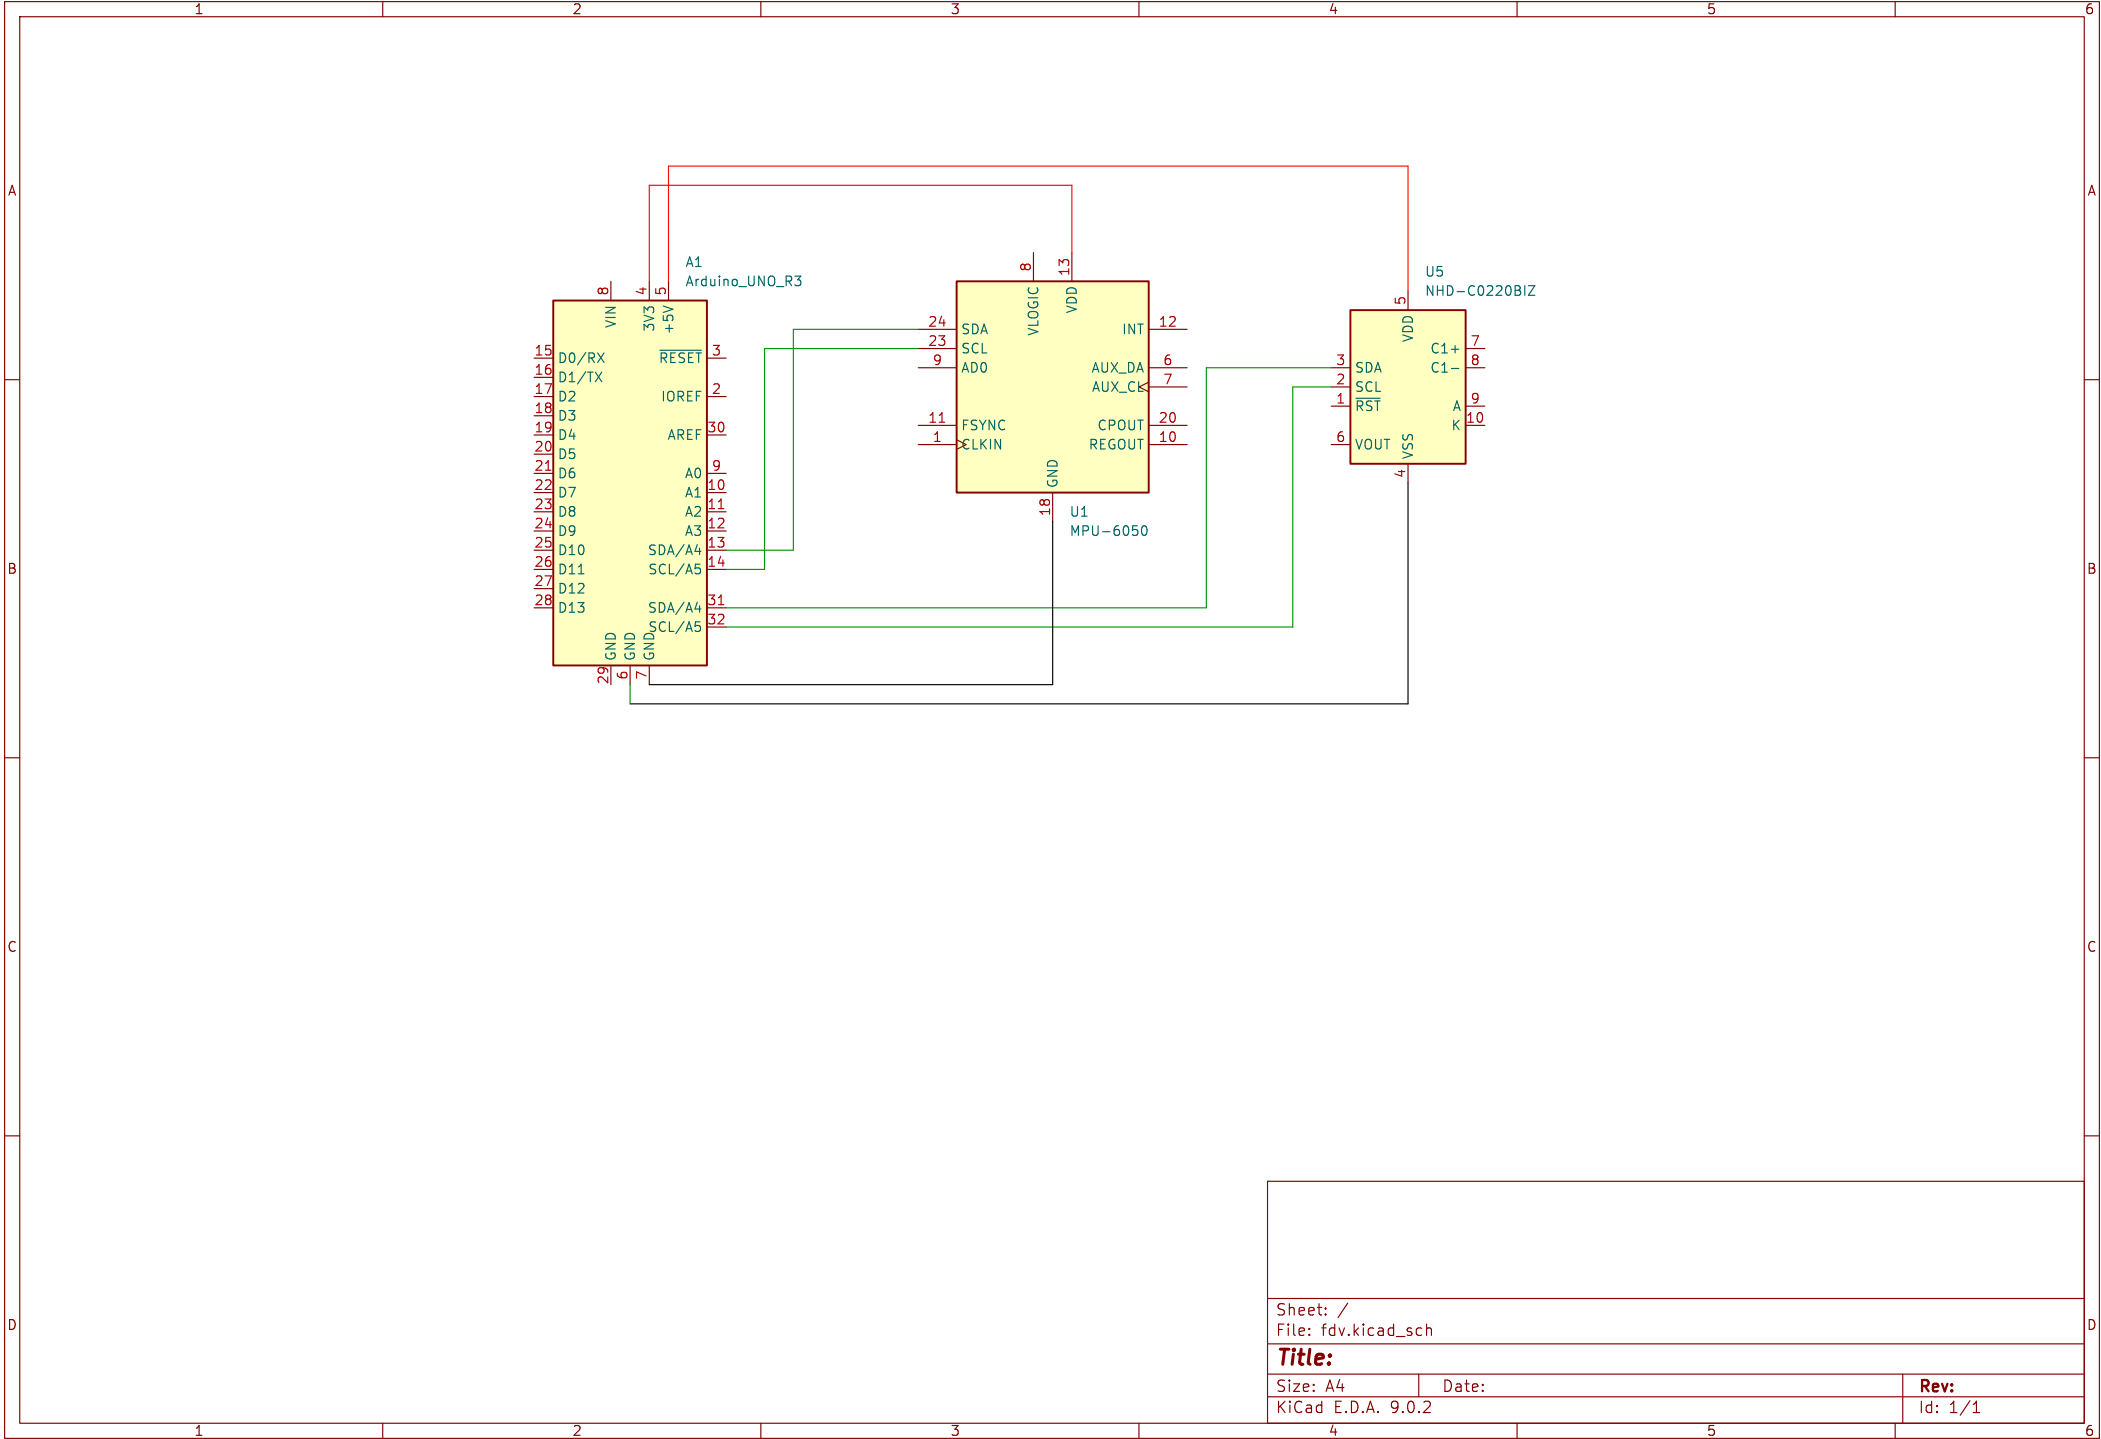 1 2 3 4 5 6
A A
A1
Arduino_UNO_R3
8 4 5
VIN 3V3 +5V
15 D0/RX RESET 3
16 D1/TX
17 D2 IOREF 2
18 D3
19 D4 AREF 30
20 D5
21 D6 A0 9
22 D7 A1 10
23 D8 A2 11
24 D9 A3 12
25 D10 SDA/A4 13
26 D11 SCL/A5 14
27 D12
28 D13 SDA/A4 31
SCL/A5 32
GND GND GND
29 6 7
8 13
VLOGIC VDD
24 SDA INT 12
23 SCL
9 AD0 AUX_DA 6
AUX_CL 7
11 FSYNC CPOUT 20
1 CLKIN REGOUT 10
GND
18
U1
MPU-6050
U5
NHD-C0220BIZ
5
VDD
C1+ 7
3 SDA C1- 8
2 SCL
1 RST A 9
K 10
6 VOUT
VSS
4
B B
C C
D D
Sheet: /
File: fdv.kicad_sch
Title:
Size: A4 Date: Rev:
KiCad E.D.A. 9.0.2 Id: 1/1
1 2 3 4 5 6